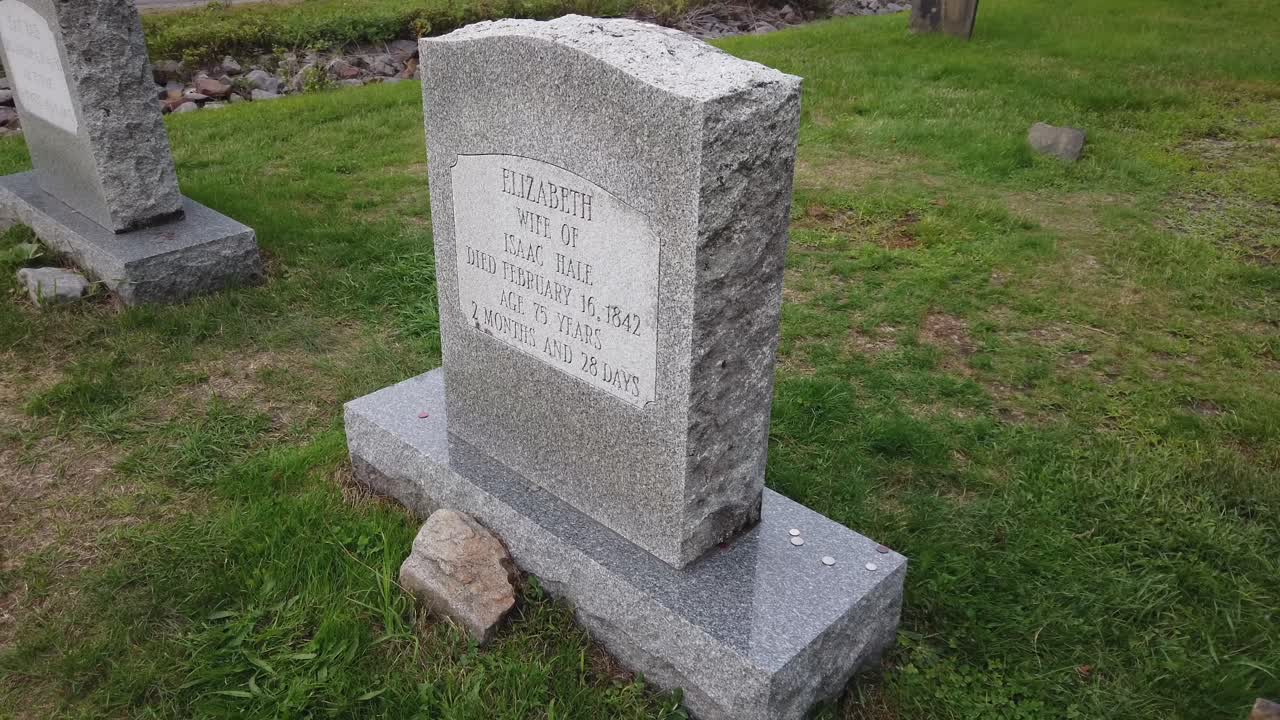 ELIZABETH
WIFE OF
ISAAC HALE
DIED FEBRUARY 16, 1842
AGE 75 YEARS
2 MONTHS AND 28 DAYS